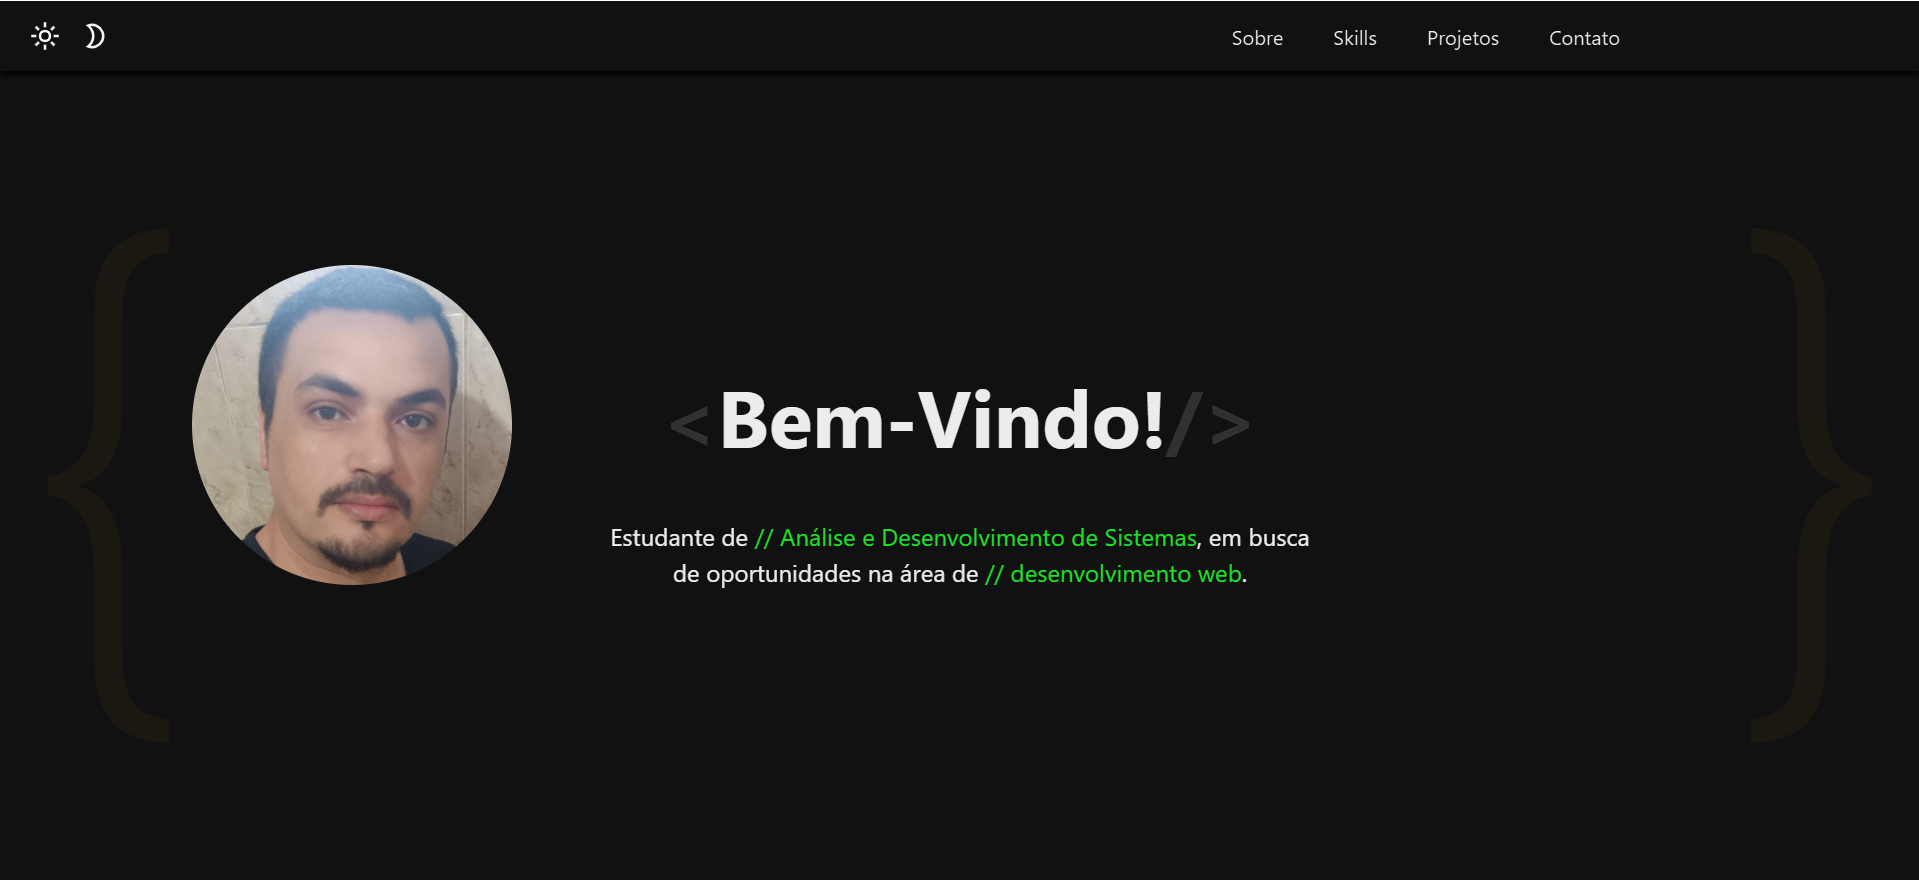 Sobre Skills Projetos Contato
{ }
<Bem-Vindo!/>
Estudante de // Análise e Desenvolvimento de Sistemas, em busca
de oportunidades na área de // desenvolvimento web.